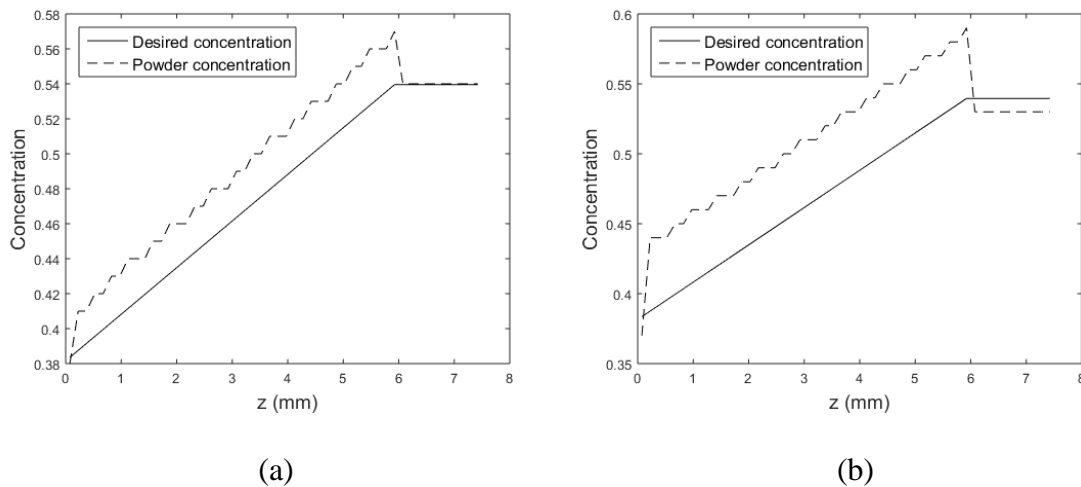 0.58
0.56
0.54
0.52
0.5
0.48
0.46
0.44
0.42
0.4
0.38
Concentration
Desired concentration
Powder concentration
0 1 2 3 4 5 6 7 8
z (mm)
(a)
0.6
0.55
0.5
0.45
0.4
0.35
Concentration
Desired concentration
Powder concentration
0 1 2 3 4 5 6 7 8
z (mm)
(b)